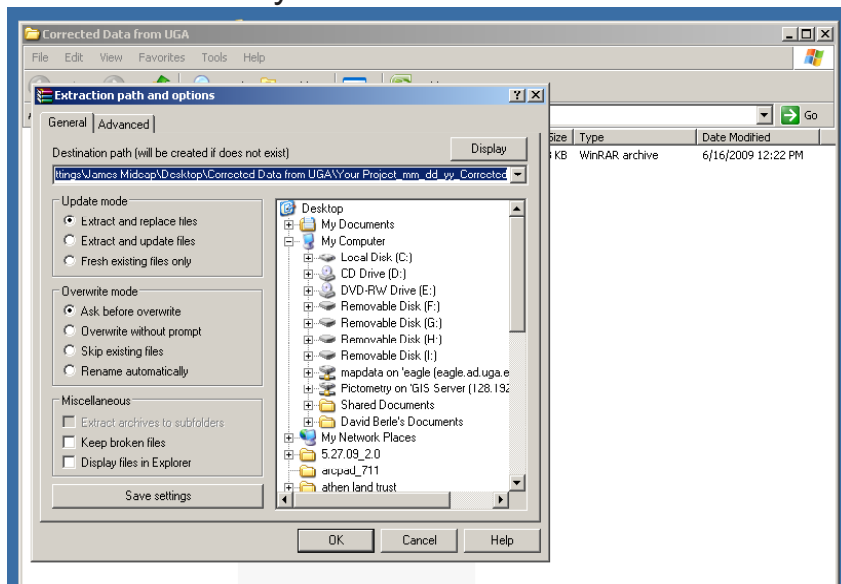 Corrected Data from UGA
File Edit View Favorites Tools Help
Extraction path and options
Go
General Advanced
Size Type Date Modified
Destination path (will be created if does not exist)
Display
KB WinRAR archive 6/16/2009 12:22 PM
ttings\James Midcap\Desktop\Corrected Data from UGA\Your Project_mm_dd_yy_Corrected
Update mode
Extract and replace files
Extract and update files
Fresh existing files only
Overwrite mode
Ask before overwrite
Overwrite without prompt
Skip existing files
Rename automatically
Miscellaneous
Extract archives to subfolders
Keep broken files
Display files in Explorer
Save settings
Desktop
My Documents
My Computer
Local Disk (C:)
CD Drive (D:)
DVD-RW Drive (E:)
Removable Disk (F:)
Removable Disk (G:)
Removable Disk (H:)
Removable Disk (I:)
mapdata on 'eagle (eagle.ad.uga.e
Pictometry on 'GIS Server (128.192
Shared Documents
David Berle's Documents
My Network Places
5.27.09_2.0
arcpad_711
athen land trust
OK Cancel Help